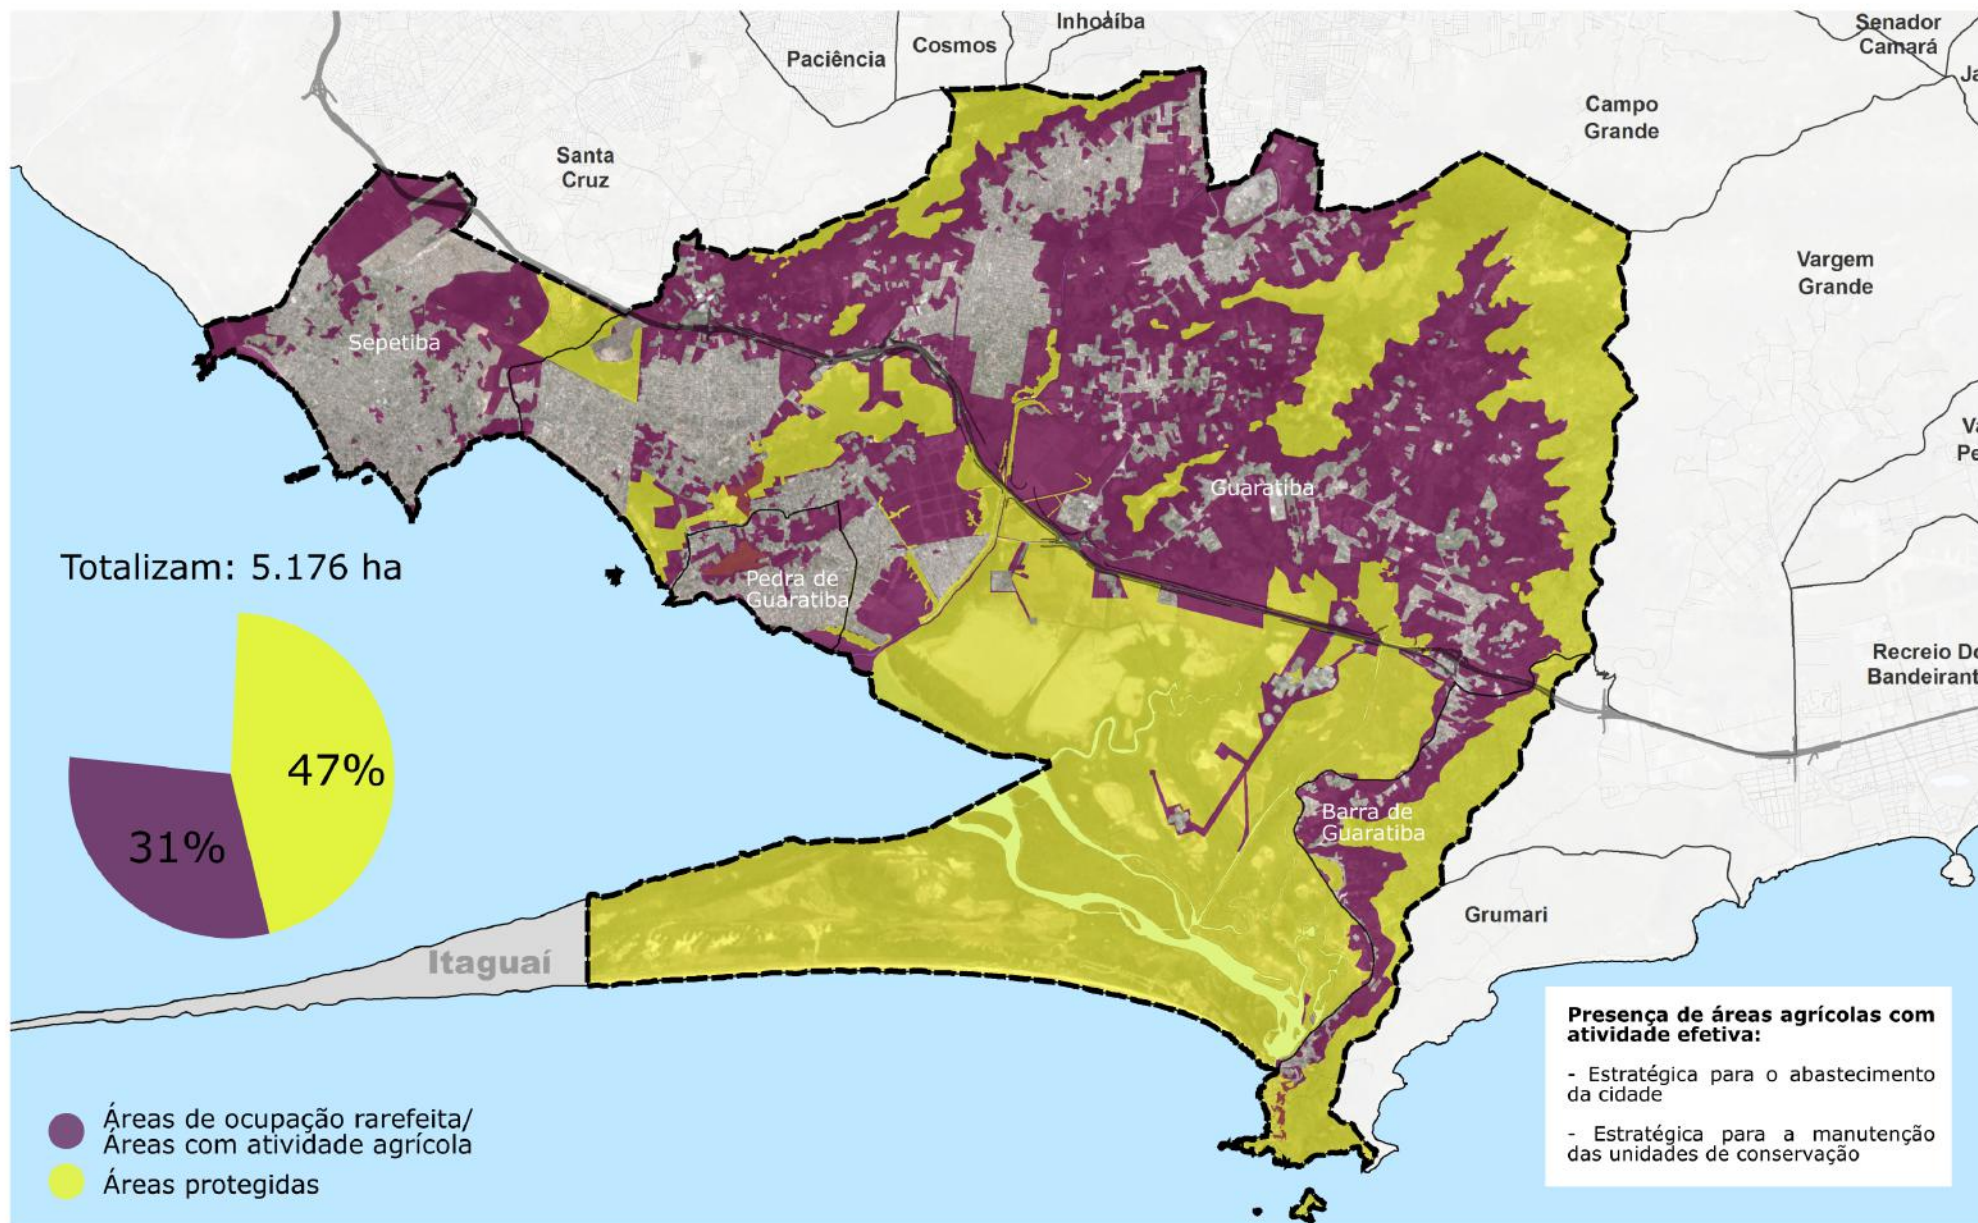 Inhoaíba
Cosmos
Paciência
Senador
Camará
Ja
Campo
Grande
Santa
Cruz
Vargem
Grande
Sepetiba
Va
Pe
Guaratiba
Totalizam: 5.176 ha
Pedra de
Guaratiba
Recreio Do
Bandeirant
47%
31%
Barra de
Guaratiba
Grumari
Itaguaí
Presença de áreas agrícolas com
atividade efetiva:
- Estratégica para o abastecimento
da cidade
- Estratégica para a manutenção
das unidades de conservação
Áreas de ocupação rarefeita/
Áreas com atividade agrícola
Áreas protegidas